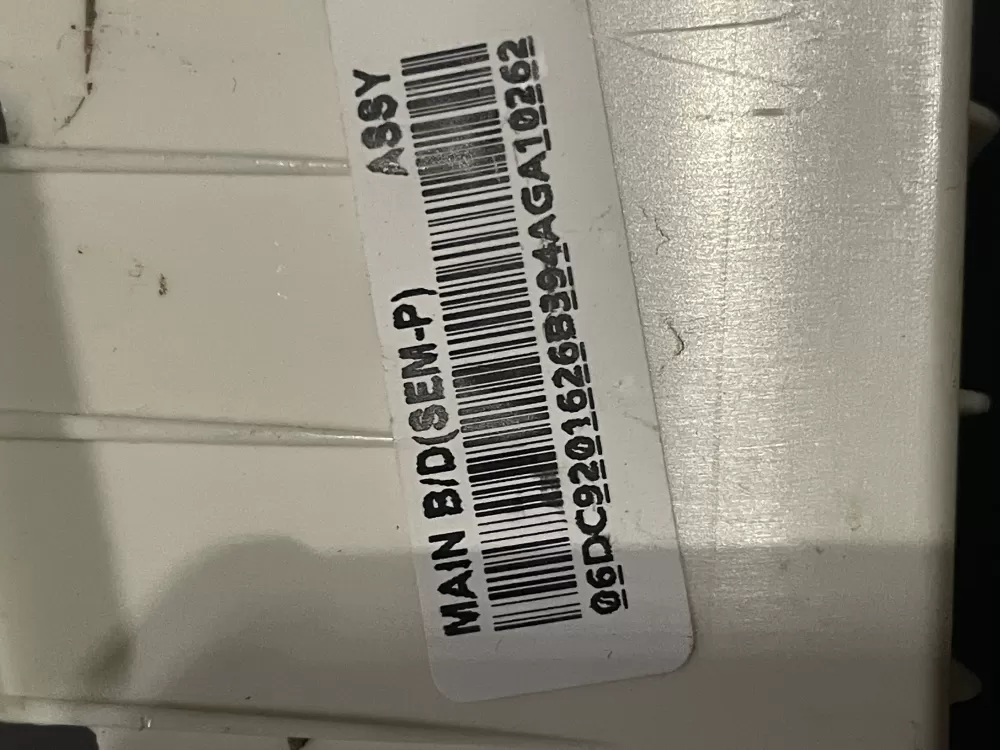 MAIN B/D(SEM-P) ASSY
06DC9201626B394AGA10262